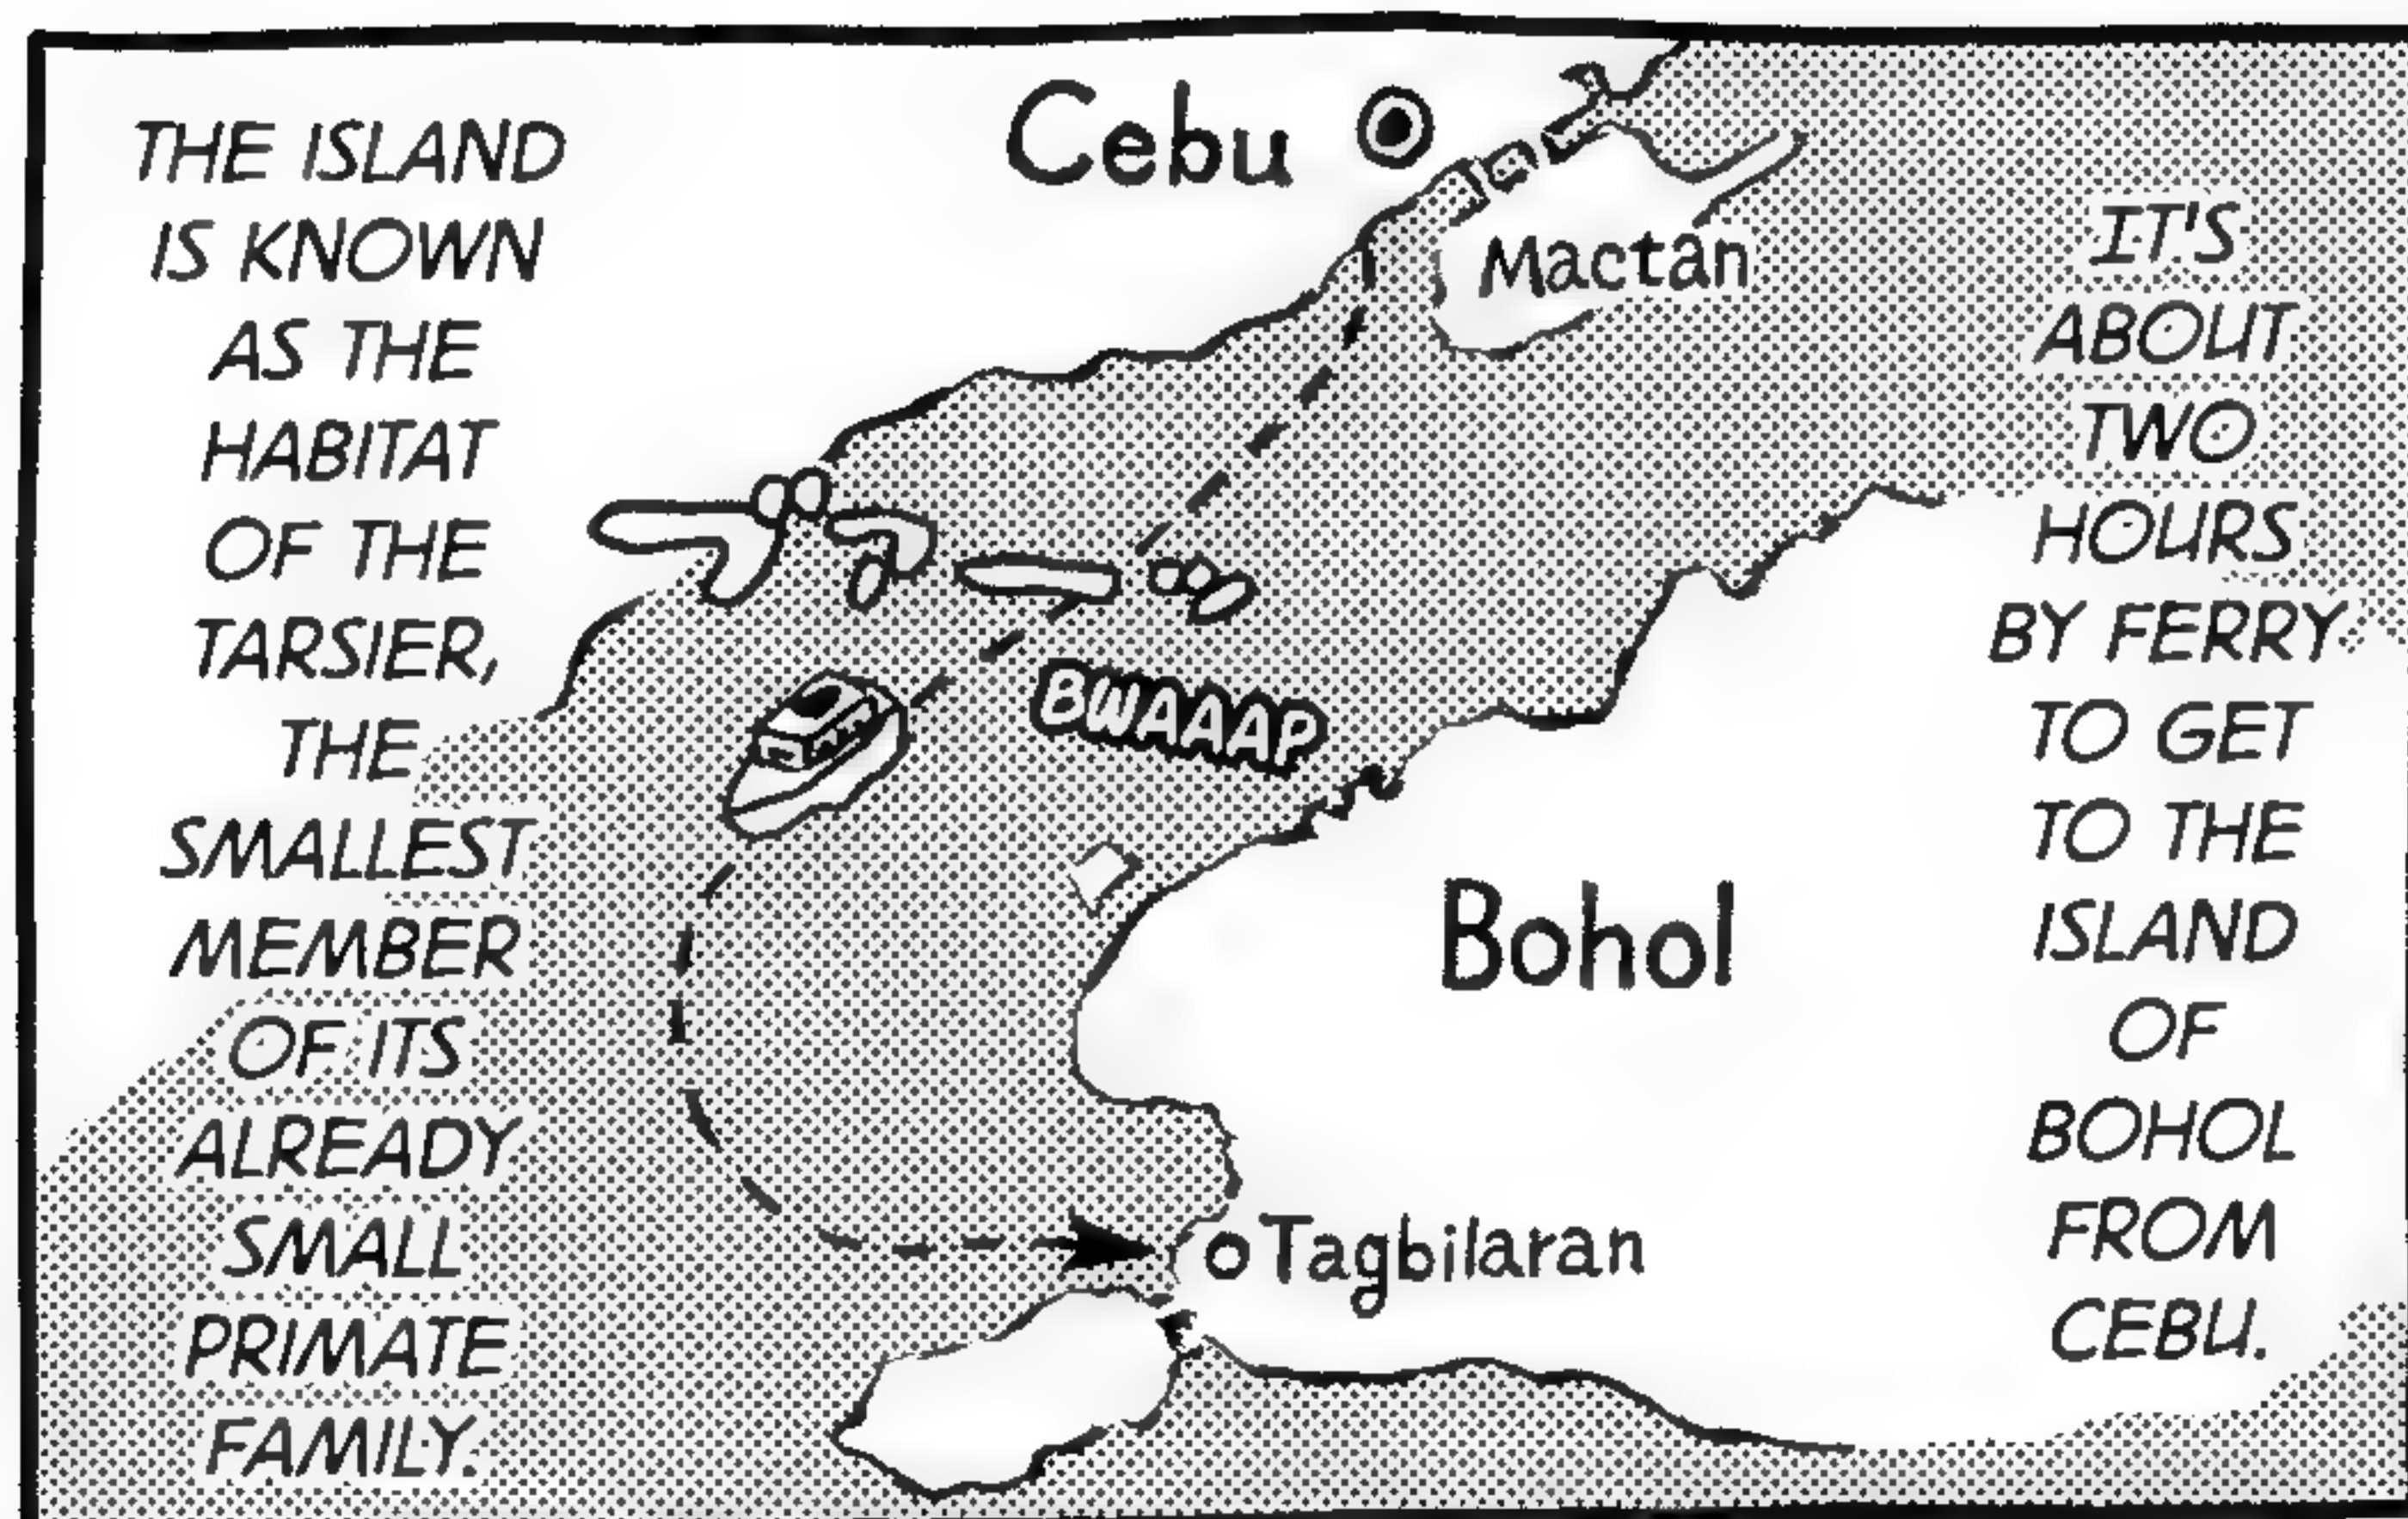 IT'S
ABOUT
TWO
HOURS
BY FERRY
TO GET
TO THE
ISLAND
OF
BOHOL
FROM
CEBU.
Cebu
Mactan
BWAAAP
Bohol
Tagbilaran
THE ISLAND
IS KNOWN
AS THE
HABITAT
OF THE
TARSIER,
THE
SMALLEST
MEMBER
OF ITS
ALREADY
SMALL
PRIMATE
FAMILY.